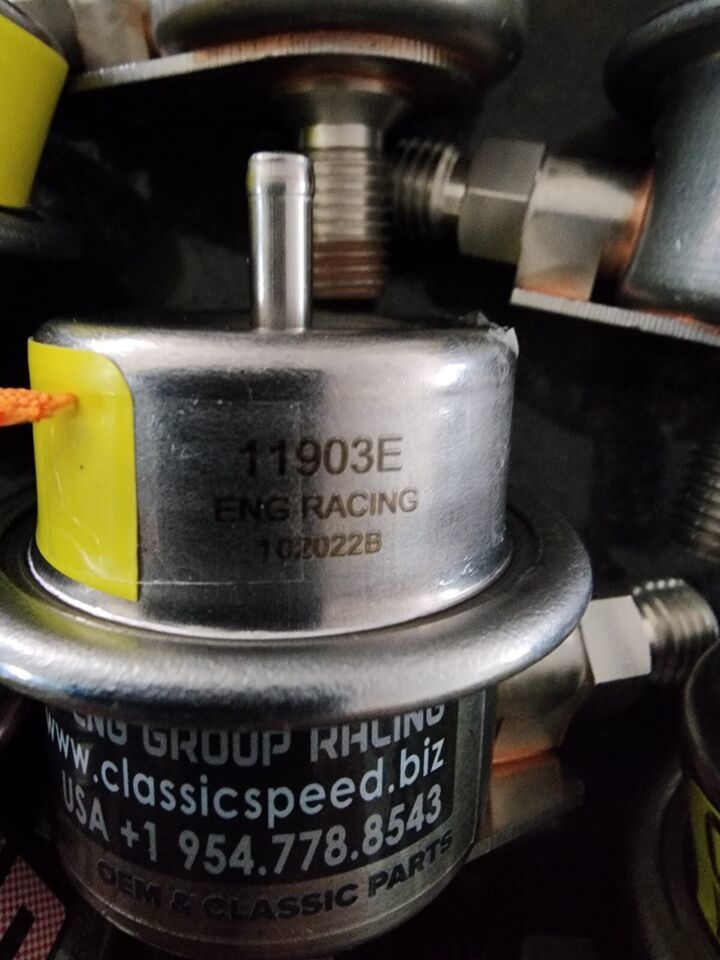 11903E
ENG RACING
102022B
ENG GROUP RACING
www.classicspeed.biz
USA +1 954.778.8543
OEM & CLASSIC PARTS